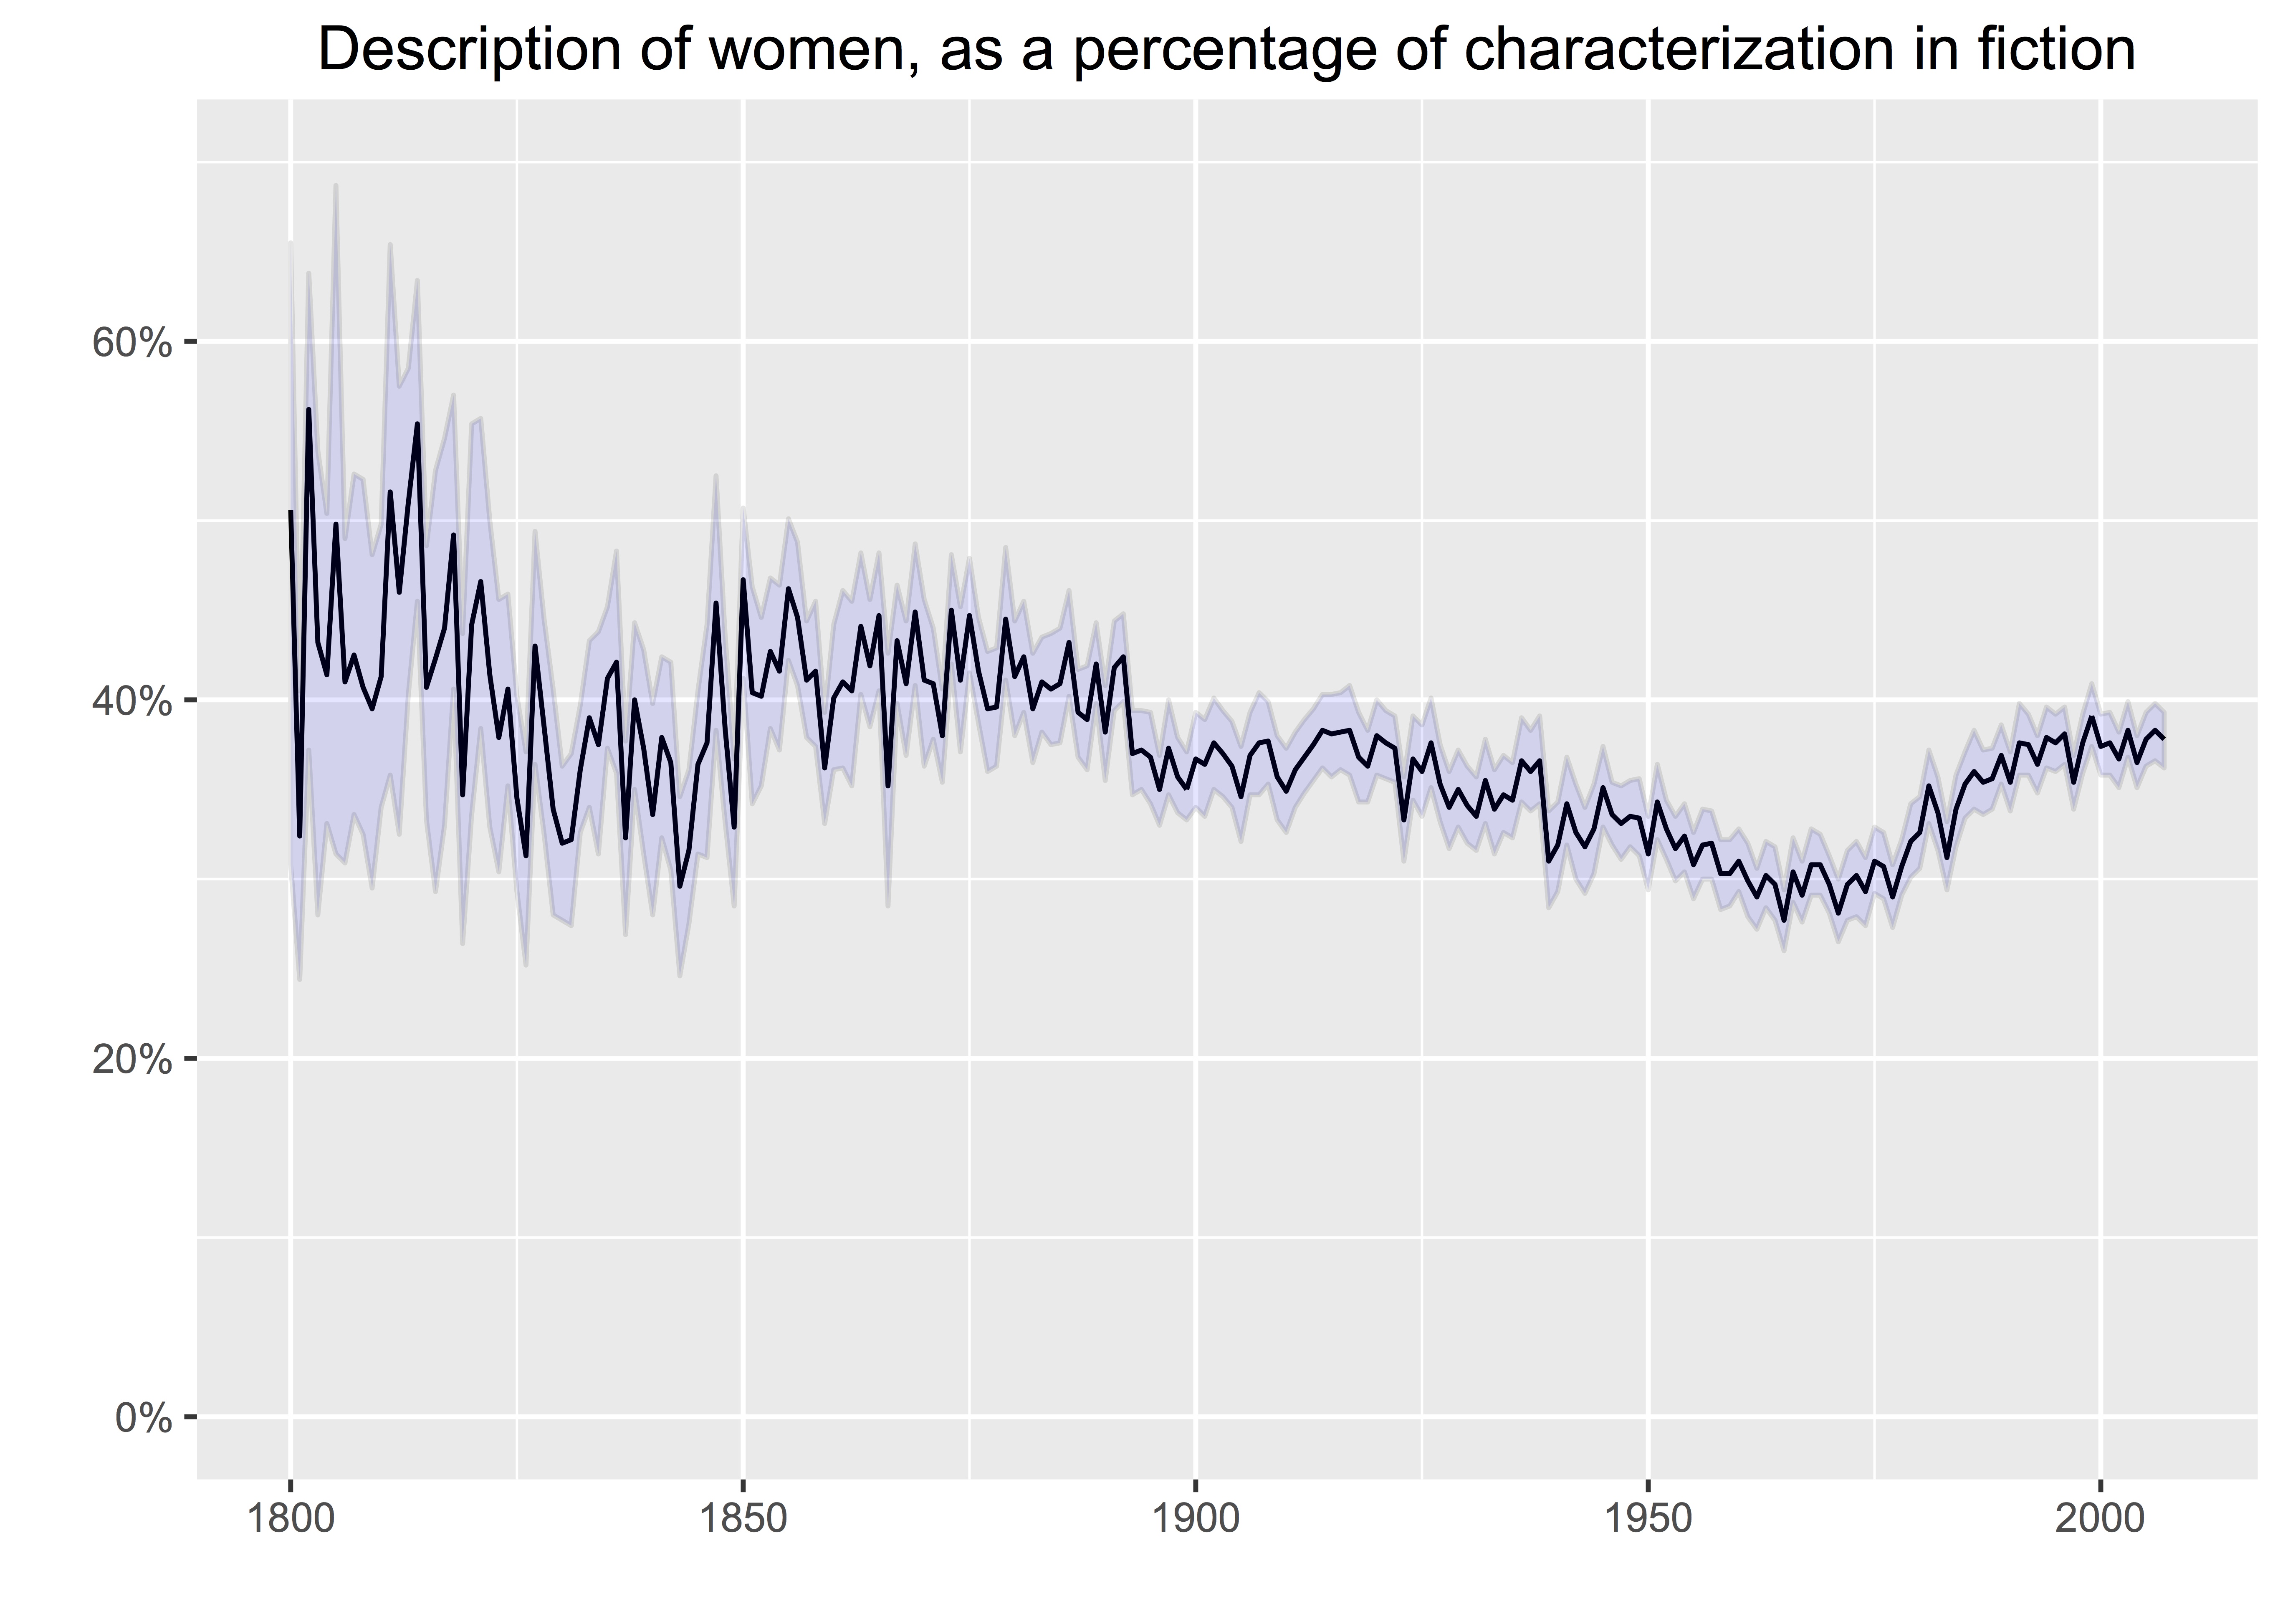 Description of women, as a percentage of characterization in fiction
60%
40%
20%
0%
1800 1850 1900 1950 2000